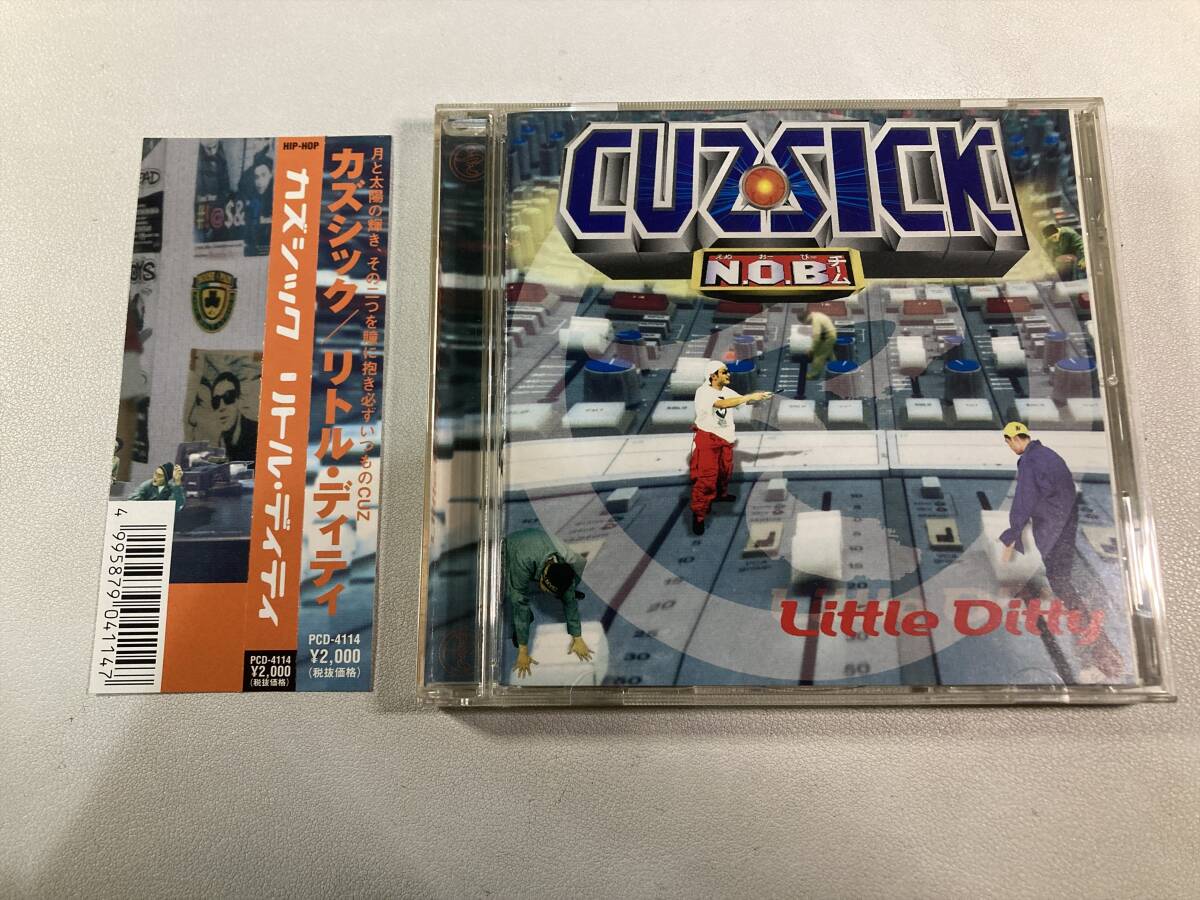 HIP-HOP
カズシック リトル・ディティ
PCD-4114
¥2,000
(税抜価格)
月と太陽の輝き、その二つを瞳に抱き必ずいつものCUZ
カズシック/リトル・ディティ
PCD-4114
¥2,000
(税抜価格)
4 995879 041147
#!@$&*
CUZSICK
えぬ おー びー
N.O.B チーム
Little Ditty